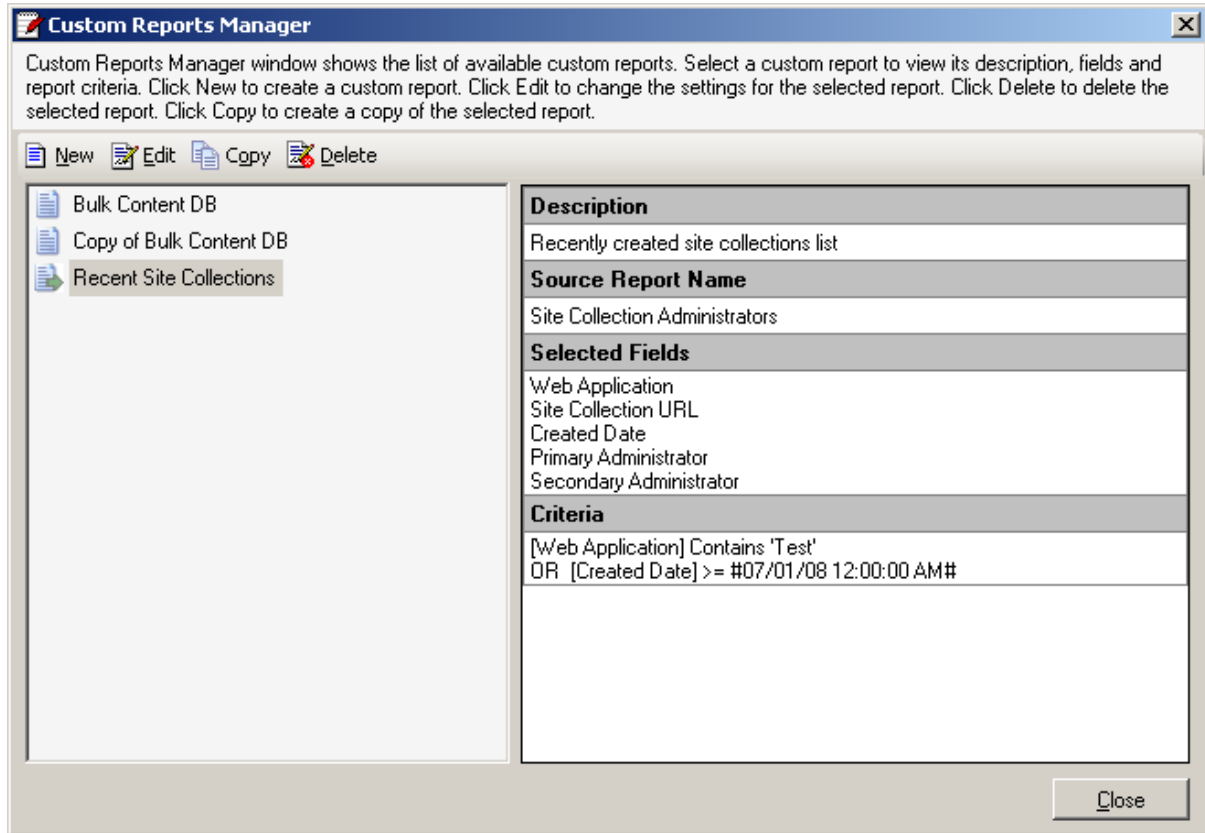 Custom Reports Manager
Custom Reports Manager window shows the list of available custom reports. Select a custom report to view its description, fields and
report criteria. Click New to create a custom report. Click Edit to change the settings for the selected report. Click Delete to delete the
selected report. Click Copy to create a copy of the selected report.
New Edit Copy Delete
Bulk Content DB
Copy of Bulk Content DB
Recent Site Collections
Description
Recently created site collections list
Source Report Name
Site Collection Administrators
Selected Fields
Web Application
Site Collection URL
Created Date
Primary Administrator
Secondary Administrator
Criteria
[Web Application] Contains 'Test'
OR [Created Date] >= #07/01/08 12:00:00 AM#
Close